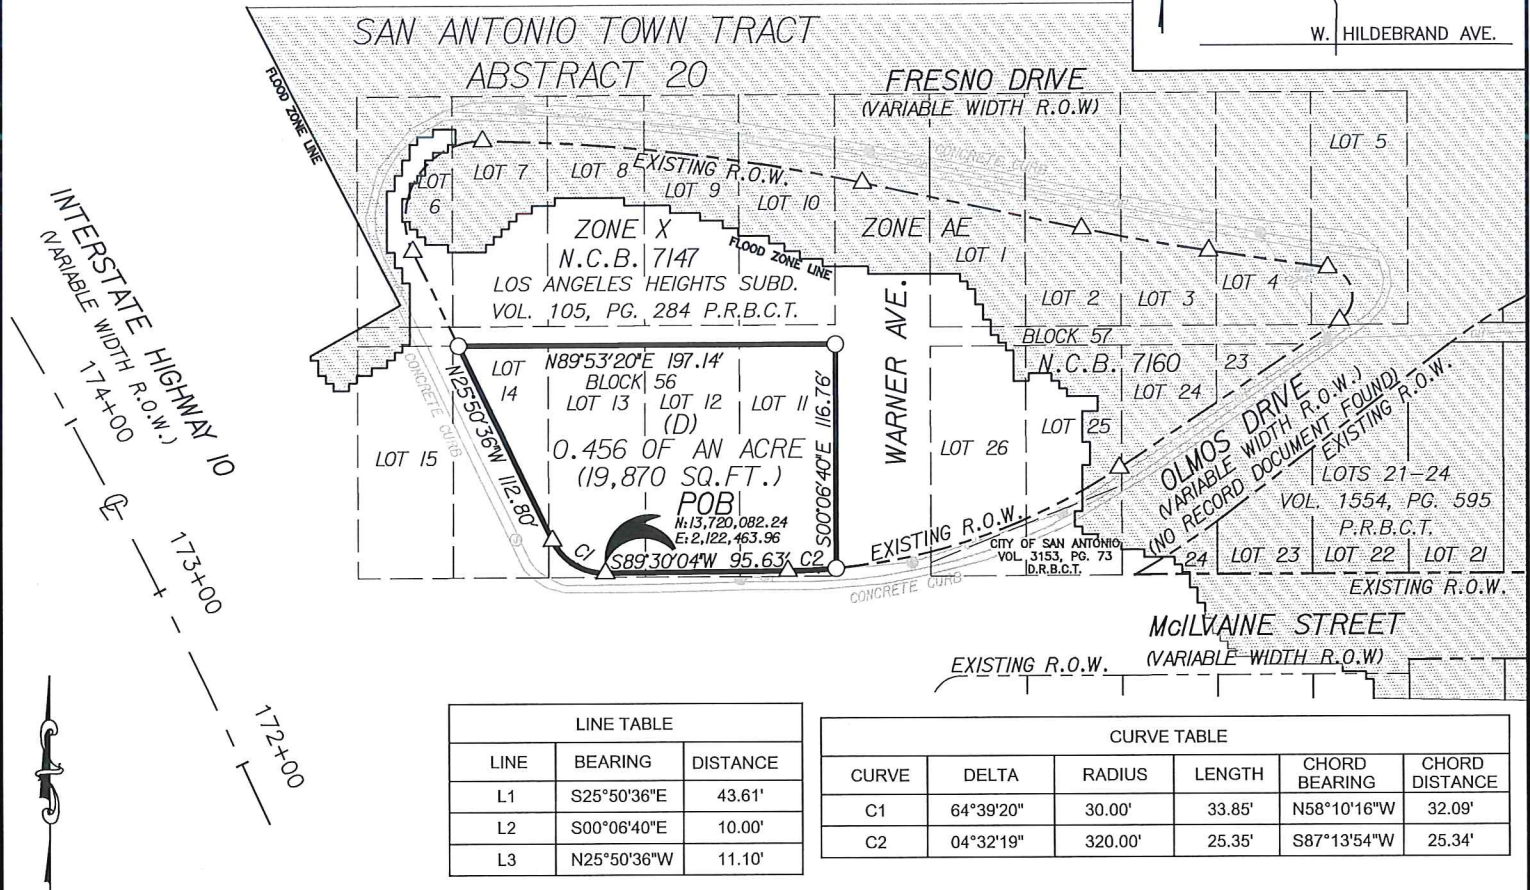 W. HILDEBRAND AVE.
SAN ANTONIO TOWN TRACT
ABSTRACT 20
FRESNO DRIVE
(VARIABLE WIDTH R.O.W)
FLOOD ZONE LINE
CONCRETE CURB
LOT 5
EXISTING R.O.W.
LOT 6
LOT 7
LOT 8
LOT 9
LOT 10
ZONE X
N.C.B. 7147
LOS ANGELES HEIGHTS SUBD.
VOL. 105, PG. 284 P.R.B.C.T.
FLOOD ZONE LINE
ZONE AE
LOT 1
LOT 2
LOT 3
LOT 4
INTERSTATE HIGHWAY 10
(VARIABLE WIDTH R.O.W.)
174+00
173+00
172+00
WARNER AVE.
BLOCK 57
N.C.B. 7160
23
LOT 24
LOT 25
LOT 26
N89°53'20"E 197.14'
BLOCK 56
LOT 14
LOT 13
LOT 12
LOT 11
(D)
0.456 OF AN ACRE
(19,870 SQ.FT.)
POB
N:13,720,082.24
E:2,122,463.96
N25°50'36"W 112.80'
S00°06'40"E 116.76'
C1
S89°30'04"W 95.63'
C2
LOT 15
CONCRETE CURB
EXISTING R.O.W.
CONCRETE CURB
CITY OF SAN ANTONIO
VOL. 3153, PG. 73
D.R.B.C.T.
OLMOS DRIVE
(VARIABLE WIDTH R.O.W.)
(NO RECORD DOCUMENT FOUND)
EXISTING R.O.W.
LOTS 21-24
VOL. 1554, PG. 595
P.R.B.C.T.
24
LOT 23
LOT 22
LOT 21
EXISTING R.O.W.
McILVAINE STREET
(VARIABLE WIDTH R.O.W)
EXISTING R.O.W.
LINE TABLE
LINE BEARING DISTANCE
L1 S25°50'36"E 43.61'
L2 S00°06'40"E 10.00'
L3 N25°50'36"W 11.10'
CURVE TABLE
CURVE DELTA RADIUS LENGTH CHORD BEARING CHORD DISTANCE
C1 64°39'20" 30.00' 33.85' N58°10'16"W 32.09'
C2 04°32'19" 320.00' 25.35' S87°13'54"W 25.34'